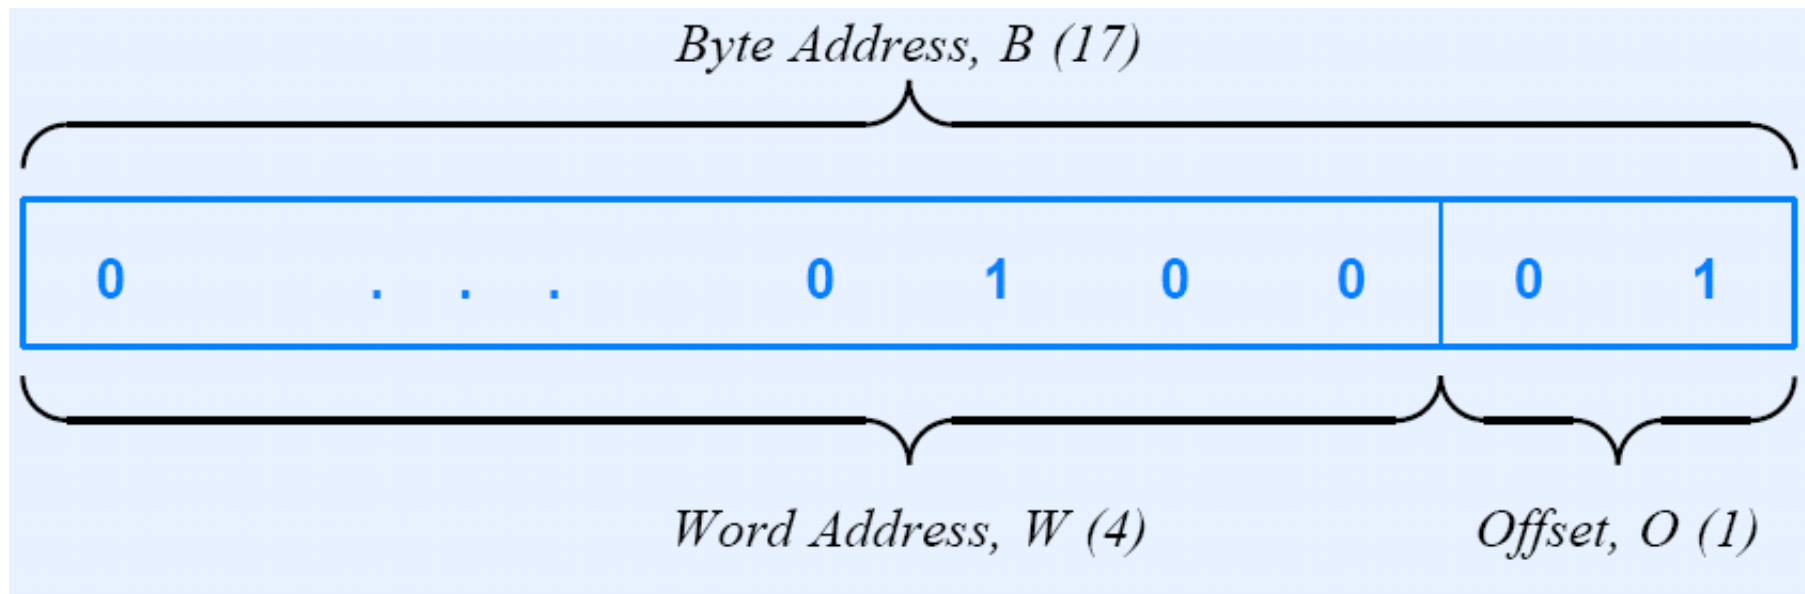 Byte Address, B (17)
0 . . . 0 1 0 0 0 1
Word Address, W (4)
Offset, O (1)